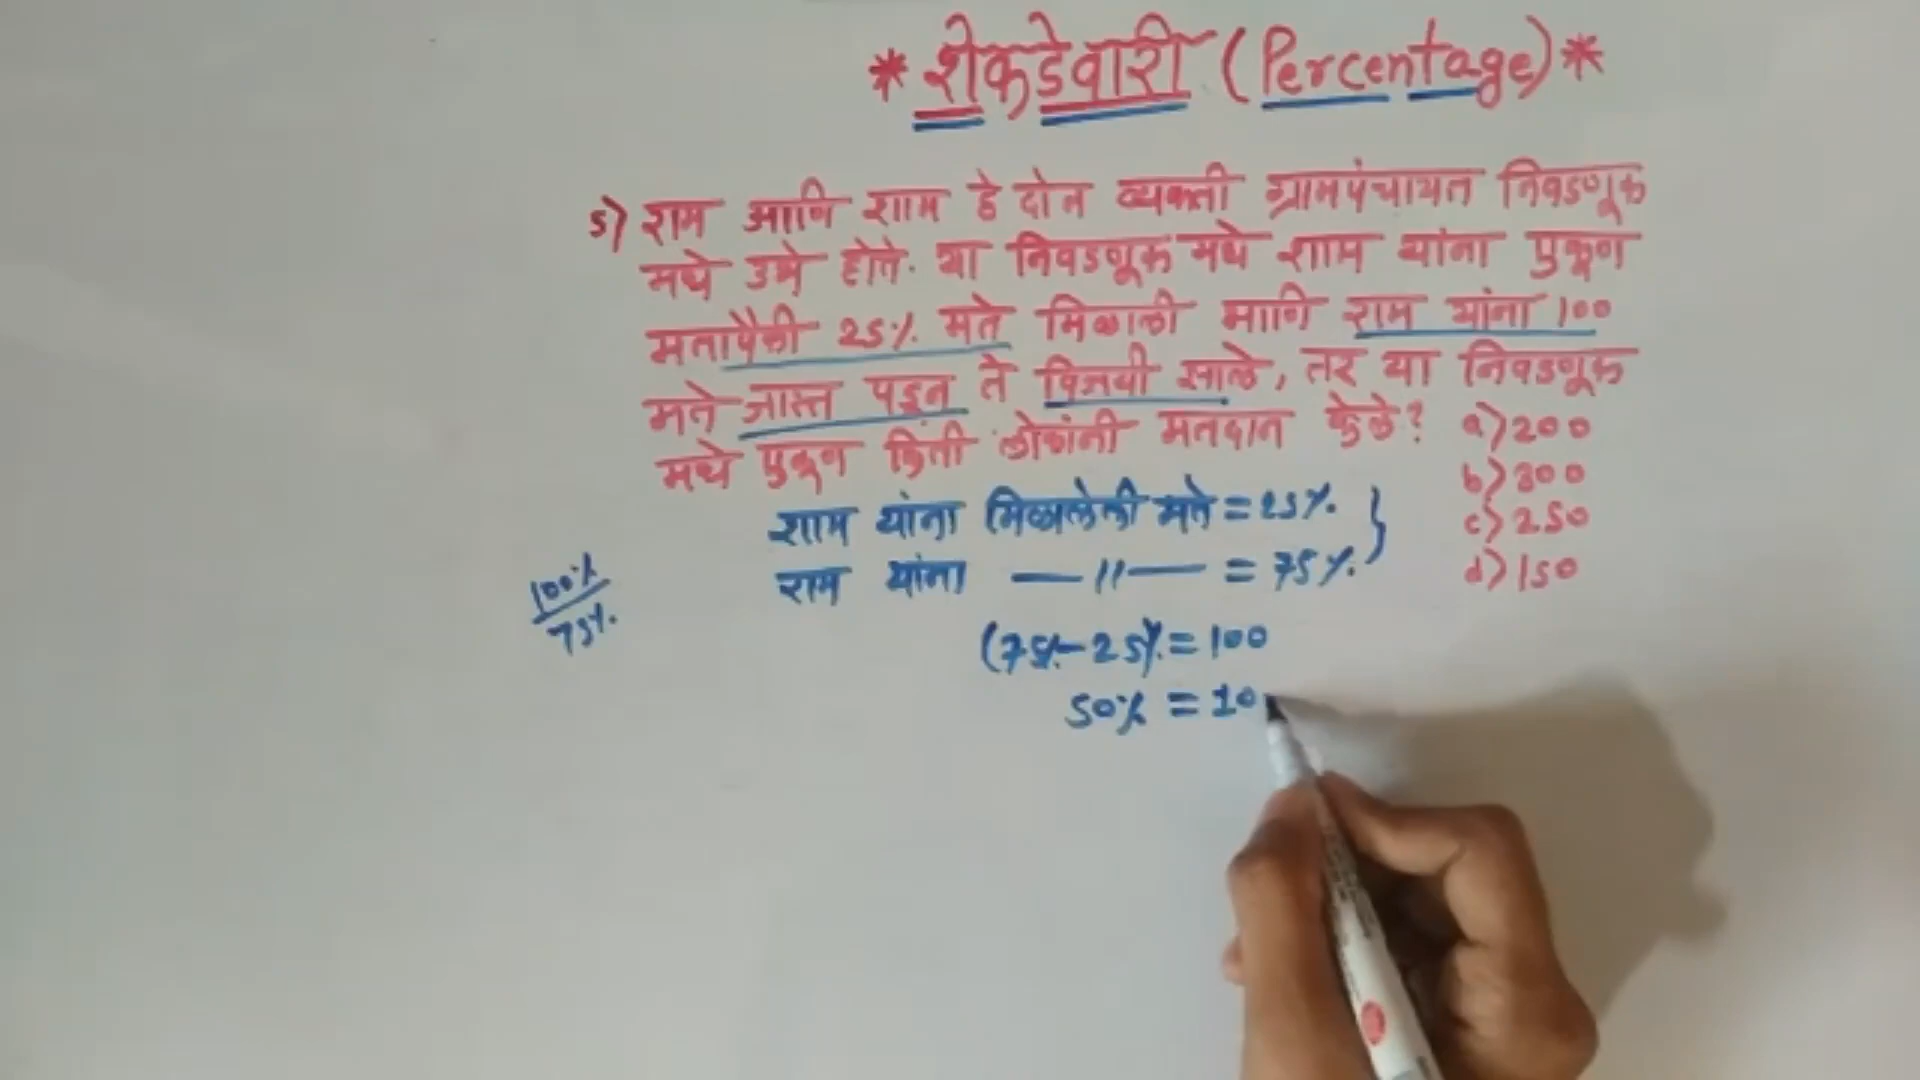 * शेकडेवारी (Percentage) *
5) राम आणि शाम हे दोन व्यक्ती ग्रामपंचायत निवडणूक
मधे उभे होते. या निवडणूक मधे शाम यांना एकूण
मतापैकी 25% मते मिळाली आणि राम यांना 100
मते जास्त पडून ते विजयी झाले, तर या निवडणूक
मधे एकूण किती लोकांनी मतदान केले?
a) 200
b) 300
c) 250
d) 150
शाम यांना मिळालेली मते = 25%
राम यांना —〃— = 75%
100%
75%
(75%-25)% = 100
50% = 10